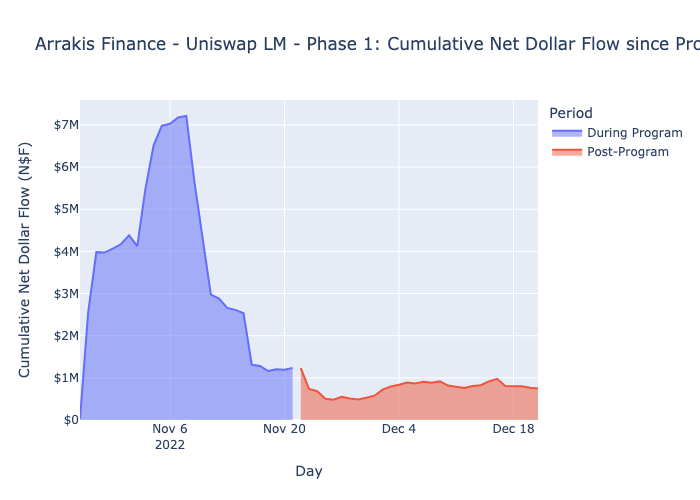 Arrakis Finance - Uniswap LM - Phase 1: Cumulative Net Dollar Flow since Pro
Period
During Program
Post-Program
Cumulative Net Dollar Flow (N$F)
$7M
$6M
$5M
$4M
$3M
$2M
$1M
$0
Nov 6
2022
Nov 20
Dec 4
Dec 18
Day